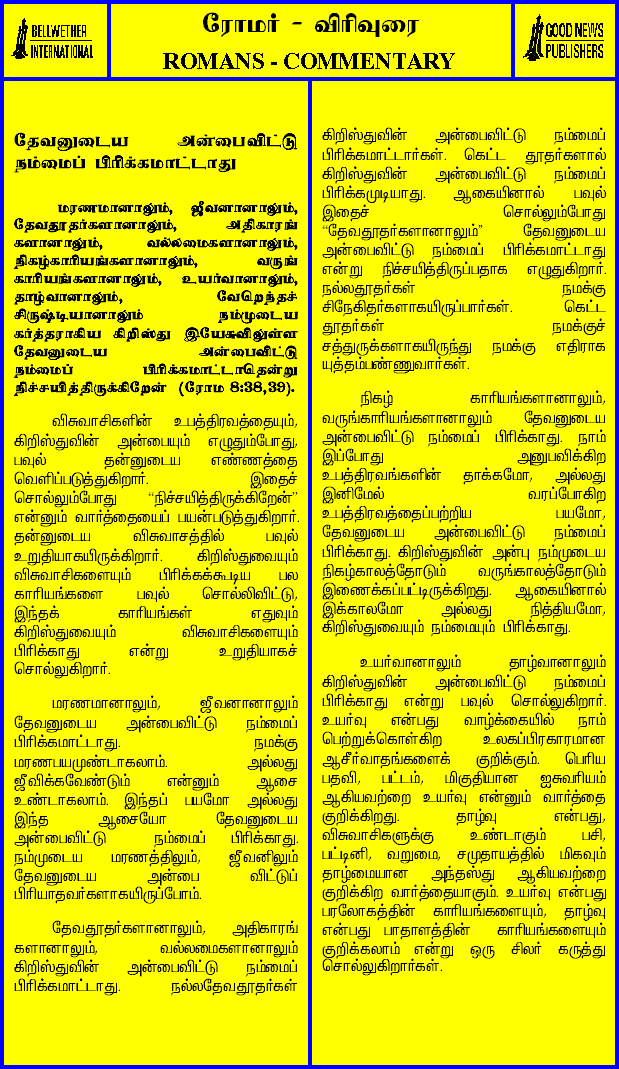 BELLWETHER
INTERNATIONAL
ரோமர் - விரிவுரை
ROMANS - COMMENTARY
GOOD NEWS
PUBLISHERS
தேவனுடைய அன்பைவிட்டு
நம்மைப் பிரிக்கமாட்டாது
மரணமானாலும், ஜீவனானாலும்,
தேவதூதர்களானாலும், அதிகாரங்
களானாலும், வல்லமைகளானாலும்,
நிகழ்காரியங்களானாலும், வருங்
காரியங்களானாலும், உயர்வானாலும்,
தாழ்வானாலும், வேறெந்தச்
சிருஷ்டியானாலும் நம்முடைய
கர்த்தராகிய கிறிஸ்து இயேசுவிலுள்ள
தேவனுடைய அன்பைவிட்டு
நம்மைப் பிரிக்கமாட்டாதென்று
நிச்சயித்திருக்கிறேன் (ரோம 8:38,39).
விசுவாசிகளின் உபத்திரவத்தையும்,
கிறிஸ்துவின் அன்பையும் எழுதும்போது,
பவுல் தன்னுடைய எண்ணத்தை
வெளிப்படுத்துகிறார். இதைச்
சொல்லும்போது “நிச்சயித்திருக்கிறேன்”
என்னும் வார்த்தையைப் பயன்படுத்துகிறார்.
தன்னுடைய விசுவாசத்தில் பவுல்
உறுதியாகயிருக்கிறார். கிறிஸ்துவையும்
விசுவாசிகளையும் பிரிக்கக்கூடிய பல
காரியங்களை பவுல் சொல்லிவிட்டு,
இந்தக் காரியங்கள் எதுவும்
கிறிஸ்துவையும் விசுவாசிகளையும்
பிரிக்காது என்று உறுதியாகச்
சொல்லுகிறார்.
மரணமானாலும், ஜீவனானாலும்
தேவனுடைய அன்பைவிட்டு நம்மைப்
பிரிக்கமாட்டாது. நமக்கு
மரணபயமுண்டாகலாம். அல்லது
ஜீவிக்கவேண்டும் என்னும் ஆசை
உண்டாகலாம். இந்தப் பயமோ அல்லது
இந்த ஆசையோ தேவனுடைய
அன்பைவிட்டு நம்மைப் பிரிக்காது.
நம்முடைய மரணத்திலும், ஜீவனிலும்
தேவனுடைய அன்பை விட்டுப்
பிரியாதவர்களாகயிருப்போம்.
தேவதூதர்களானாலும், அதிகாரங்
களானாலும், வல்லமைகளானாலும்
கிறிஸ்துவின் அன்பைவிட்டு நம்மைப்
பிரிக்கமாட்டாது. நல்லதேவதூதர்கள்
கிறிஸ்துவின் அன்பைவிட்டு நம்மைப்
பிரிக்கமாட்டார்கள். கெட்ட தூதர்களால்
கிறிஸ்துவின் அன்பைவிட்டு நம்மைப்
பிரிக்கமுடியாது. ஆகையினால் பவுல்
இதைச் சொல்லும்போது
“தேவதூதர்களானாலும்” தேவனுடைய
அன்பைவிட்டு நம்மைப் பிரிக்கமாட்டாது
என்று நிச்சயித்திருப்பதாக எழுதுகிறார்.
நல்லதூதர்கள் நமக்கு
சிநேகிதர்களாகயிருப்பார்கள். கெட்ட
தூதர்கள் நமக்குச்
சத்துருக்களாகயிருந்து நமக்கு எதிராக
யுத்தம்பண்ணுவார்கள்.
நிகழ் காரியங்களானாலும்,
வருங்காரியங்களானாலும் தேவனுடைய
அன்பைவிட்டு நம்மைப் பிரிக்காது. நாம்
இப்போது அனுபவிக்கிற
உபத்திரவங்களின் தாக்கமோ, அல்லது
இனிமேல் வரப்போகிற
உபத்திரவத்தைப்பற்றிய பயமோ,
தேவனுடைய அன்பைவிட்டு நம்மைப்
பிரிக்காது. கிறிஸ்துவின் அன்பு நம்முடைய
நிகழ்காலத்தோடும் வருங்காலத்தோடும்
இணைக்கப்பட்டிருக்கிறது. ஆகையினால்
இக்காலமோ அல்லது நித்தியமோ,
கிறிஸ்துவையும் நம்மையும் பிரிக்காது.
உயர்வானாலும் தாழ்வானாலும்
கிறிஸ்துவின் அன்பைவிட்டு நம்மைப்
பிரிக்காது என்று பவுல் சொல்லுகிறார்.
உயர்வு என்பது வாழ்க்கையில் நாம்
பெற்றுக்கொள்கிற உலகப்பிரகாரமான
ஆசீர்வாதங்களைக் குறிக்கும். பெரிய
பதவி, பட்டம், மிகுதியான ஐசுவரியம்
ஆகியவற்றை உயர்வு என்னும் வார்த்தை
குறிக்கிறது. தாழ்வு என்பது,
விசுவாசிகளுக்கு உண்டாகும் பசி,
பட்டினி, வறுமை, சமுதாயத்தில் மிகவும்
தாழ்மையான அந்தஸ்து ஆகியவற்றை
குறிக்கிற வார்த்தையாகும். உயர்வு என்பது
பரலோகத்தின் காரியங்களையும், தாழ்வு
என்பது பாதாளத்தின் காரியங்களையும்
குறிக்கலாம் என்று ஒரு சிலர் கருத்து
சொல்லுகிறார்கள்.